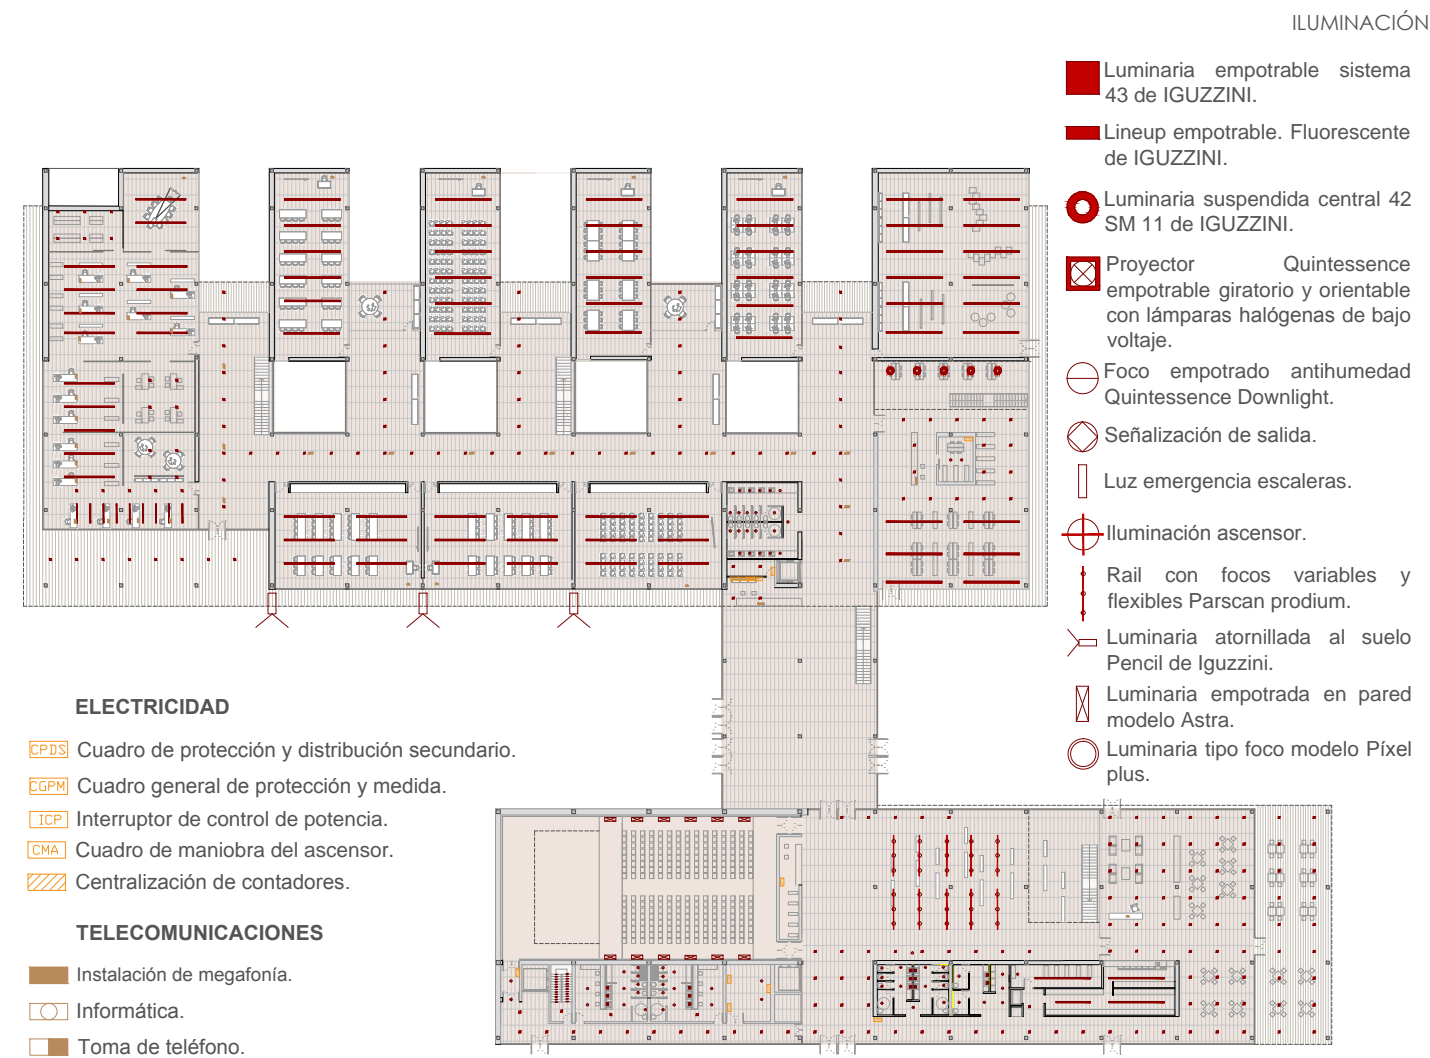 ILUMINACIÓN
Luminaria empotrable sistema
43 de IGUZZINI.
Lineup empotrable. Fluorescente
de IGUZZINI.
Luminaria suspendida central 42
SM 11 de IGUZZINI.
Proyector Quintessence
empotrable giratorio y orientable
con lámparas halógenas de bajo
voltaje.
Foco empotrado antihumedad
Quintessence Downlight.
Señalización de salida.
Luz emergencia escaleras.
Iluminación ascensor.
Rail con focos variables y
flexibles Parscan prodium.
Luminaria atornillada al suelo
Pencil de Iguzzini.
Luminaria empotrada en pared
modelo Astra.
Luminaria tipo foco modelo Píxel
plus.
ELECTRICIDAD
CPDS Cuadro de protección y distribución secundario.
CGPM Cuadro general de protección y medida.
ICP Interruptor de control de potencia.
CMA Cuadro de maniobra del ascensor.
Centralización de contadores.
TELECOMUNICACIONES
Instalación de megafonía.
Informática.
Toma de teléfono.